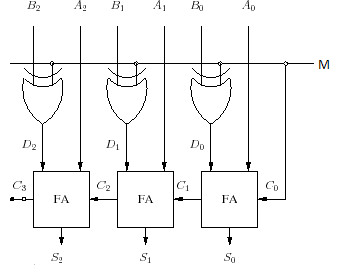 B₂ A₂ B₁ A₁ B₀ A₀
M
D₂ D₁ D₀
C₃ FA C₂ FA C₁ FA C₀
S₂ S₁ S₀